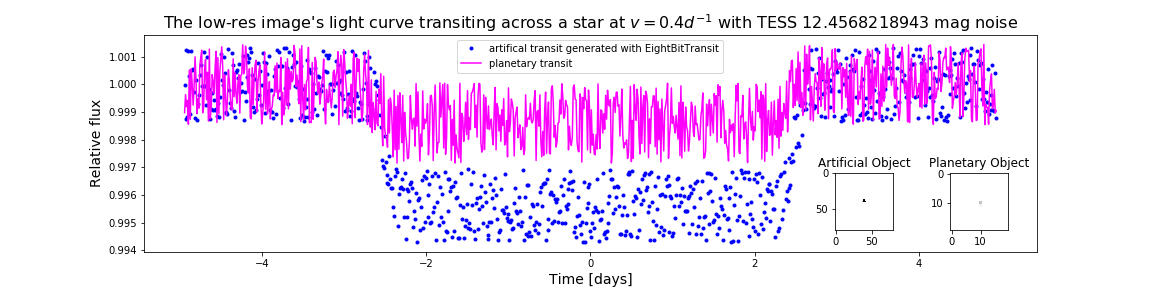 The low-res image's light curve transiting across a star at v = 0.4d⁻¹ with TESS 12.4568218943 mag noise
artifical transit generated with EightBitTransit
planetary transit
Relative flux
1.001
1.000
0.999
0.998
0.997
0.996
0.995
0.994
Artificial Object
0
50
0 50
Planetary Object
0
10
0 10
−4 −2 0 2 4
Time [days]